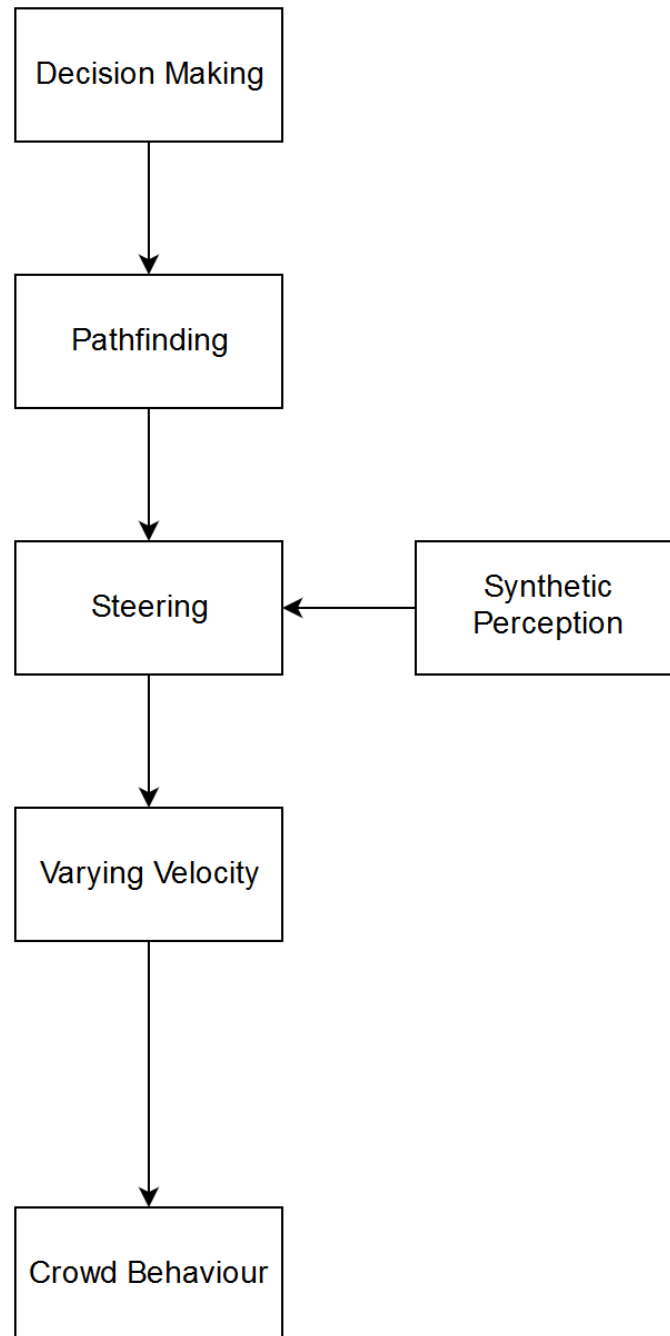 Decision Making
Pathfinding
Steering
Synthetic
Perception
Varying Velocity
Crowd Behaviour